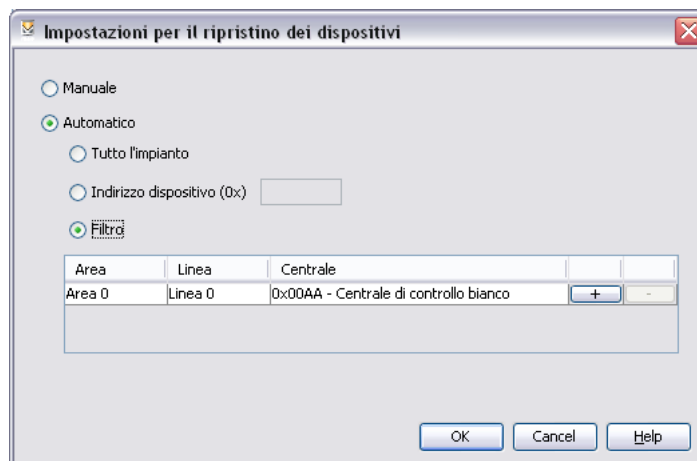 Impostazioni per il ripristino dei dispositivi
Manuale
Automatico
Tutto l'impianto
Indirizzo dispositivo (0x)
Filtro
Area Linea Centrale
Area 0 Linea 0 0x00AA - Centrale di controllo bianco + -
OK Cancel Help